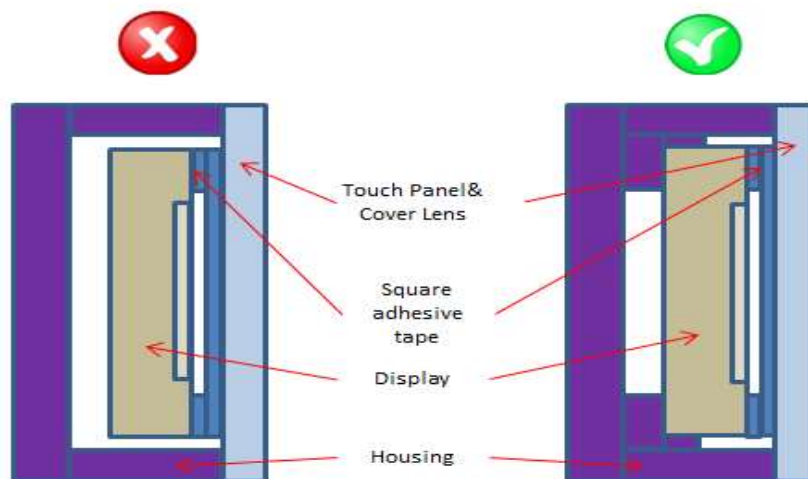 Touch Panel&
Cover Lens
Square
adhesive
tape
Display
Housing